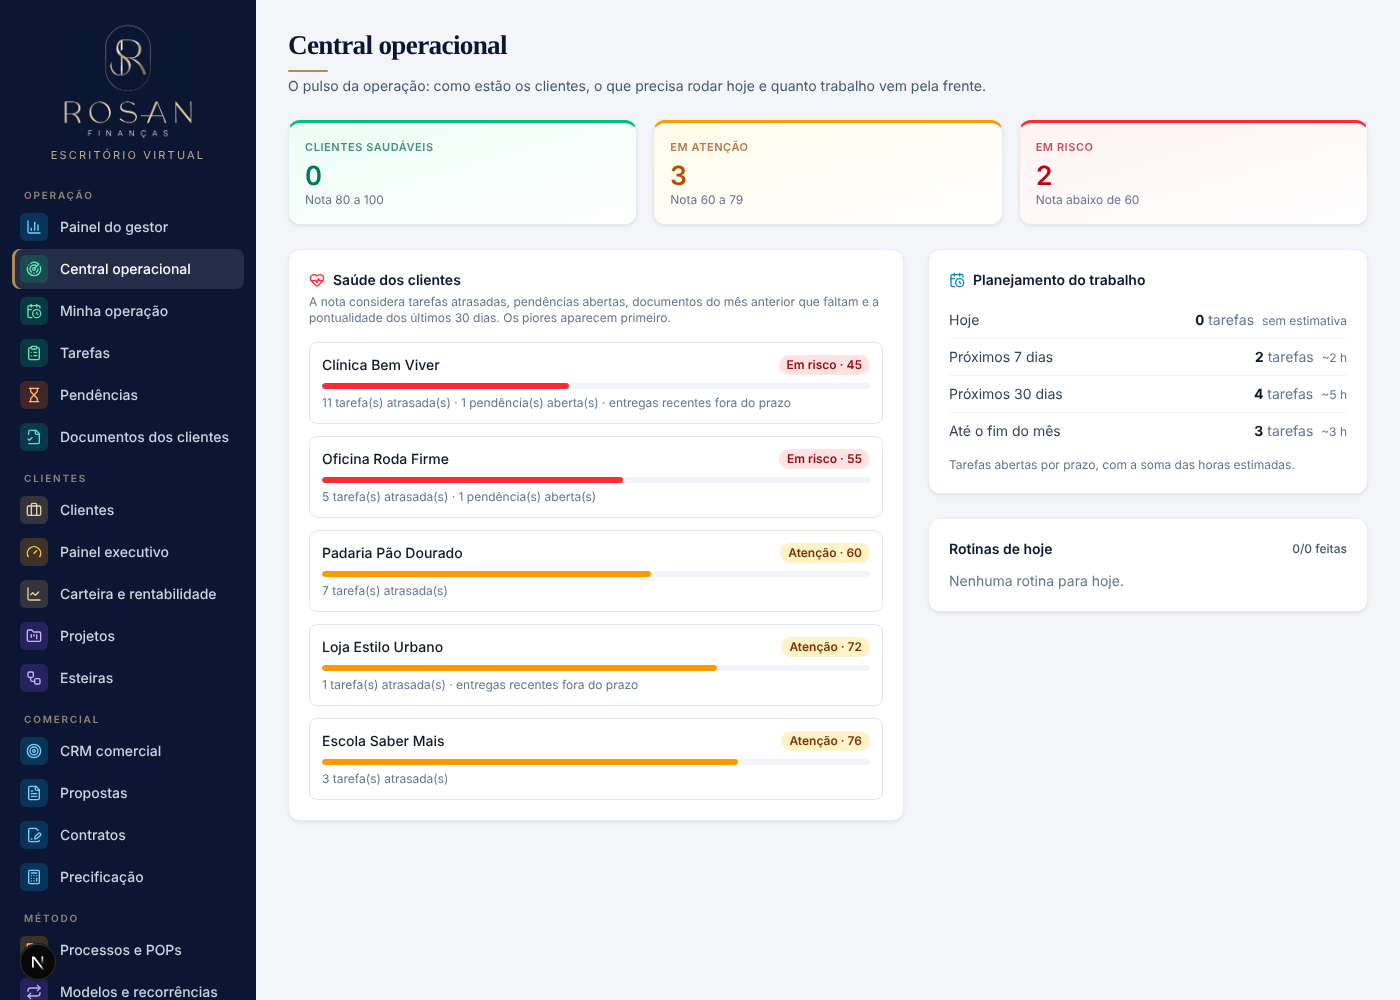 ROSAN
FINANÇAS
ESCRITÓRIO VIRTUAL
OPERAÇÃO
Painel do gestor
Central operacional
Minha operação
Tarefas
Pendências
Documentos dos clientes
CLIENTES
Clientes
Painel executivo
Carteira e rentabilidade
Projetos
Esteiras
COMERCIAL
CRM comercial
Propostas
Contratos
Precificação
MÉTODO
Processos e POPs
N
Modelos e recorrências
Central operacional
O pulso da operação: como estão os clientes, o que precisa rodar hoje e quanto trabalho vem pela frente.
CLIENTES SAUDÁVEIS
0
Nota 80 a 100
EM ATENÇÃO
3
Nota 60 a 79
EM RISCO
2
Nota abaixo de 60
Saúde dos clientes
A nota considera tarefas atrasadas, pendências abertas, documentos do mês anterior que faltam e a
pontualidade dos últimos 30 dias. Os piores aparecem primeiro.
Clínica Bem Viver Em risco · 45
11 tarefa(s) atrasada(s) · 1 pendência(s) aberta(s) · entregas recentes fora do prazo
Oficina Roda Firme Em risco · 55
5 tarefa(s) atrasada(s) · 1 pendência(s) aberta(s)
Padaria Pão Dourado Atenção · 60
7 tarefa(s) atrasada(s)
Loja Estilo Urbano Atenção · 72
1 tarefa(s) atrasada(s) · entregas recentes fora do prazo
Escola Saber Mais Atenção · 76
3 tarefa(s) atrasada(s)
Planejamento do trabalho
Hoje 0 tarefas sem estimativa
Próximos 7 dias 2 tarefas ~2 h
Próximos 30 dias 4 tarefas ~5 h
Até o fim do mês 3 tarefas ~3 h
Tarefas abertas por prazo, com a soma das horas estimadas.
Rotinas de hoje 0/0 feitas
Nenhuma rotina para hoje.